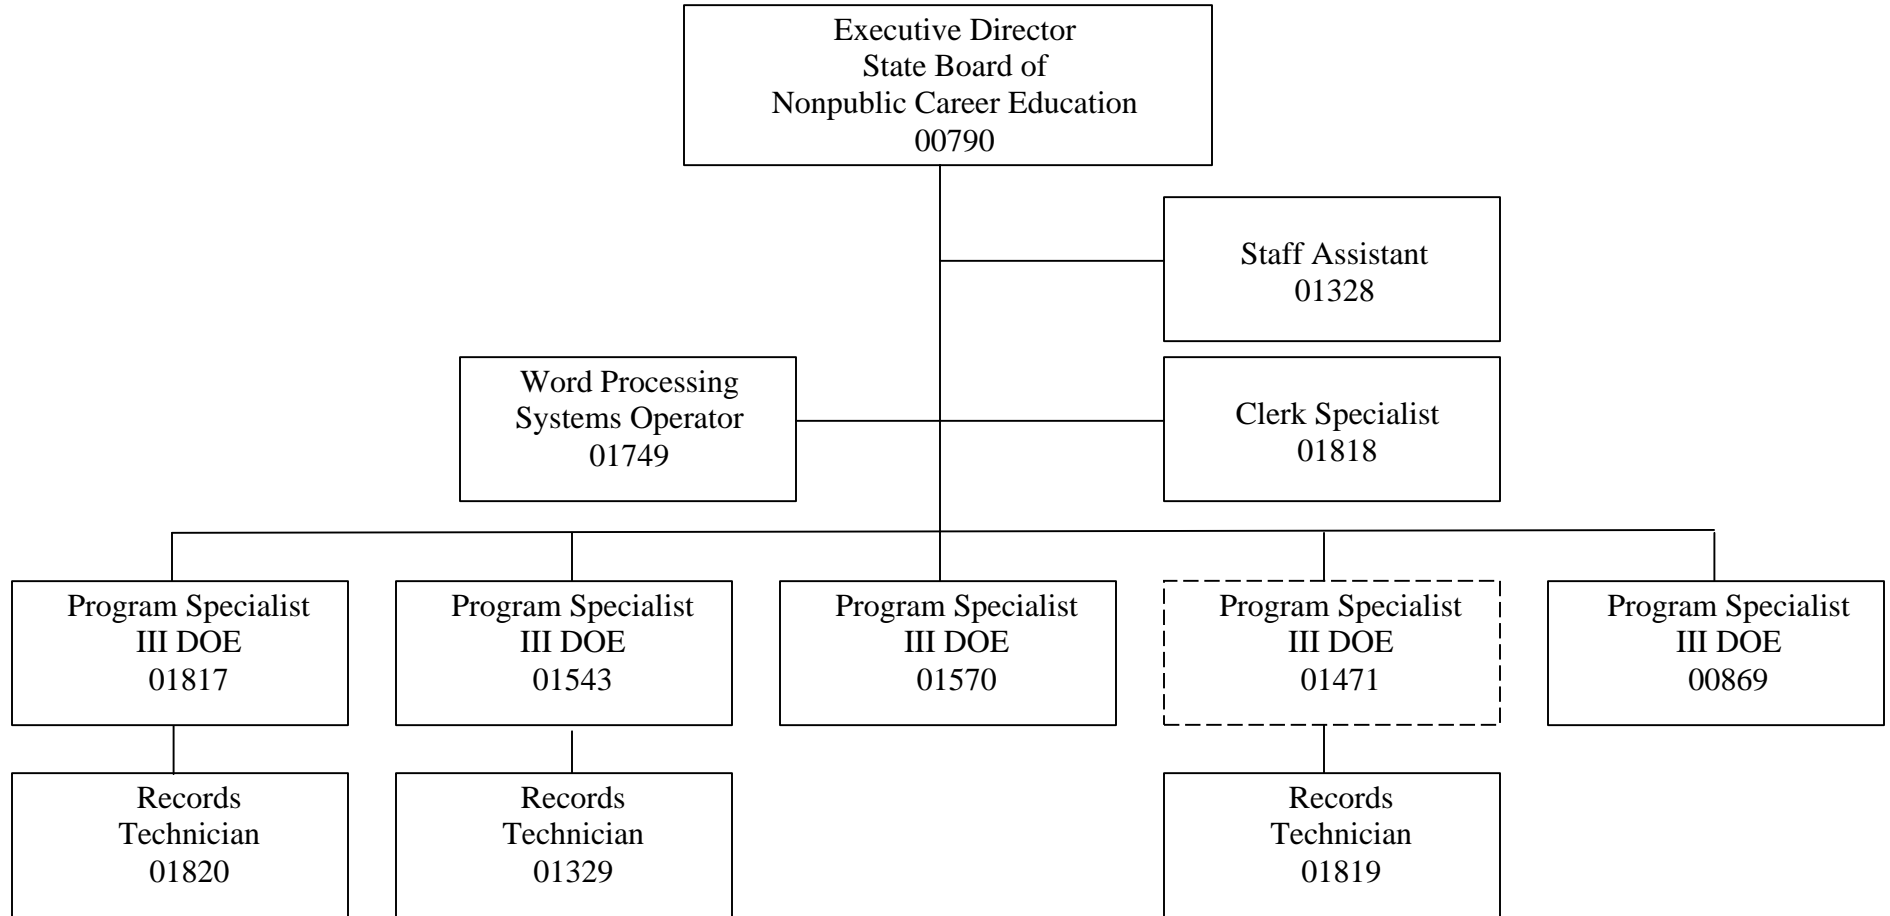 Executive Director
State Board of
Nonpublic Career Education
00790
Staff Assistant
01328
Word Processing
Systems Operator
01749
Clerk Specialist
01818
Program Specialist
III DOE
01817
Program Specialist
III DOE
01543
Program Specialist
III DOE
01570
Program Specialist
III DOE
01471
Program Specialist
III DOE
00869
Records
Technician
01820
Records
Technician
01329
Records
Technician
01819